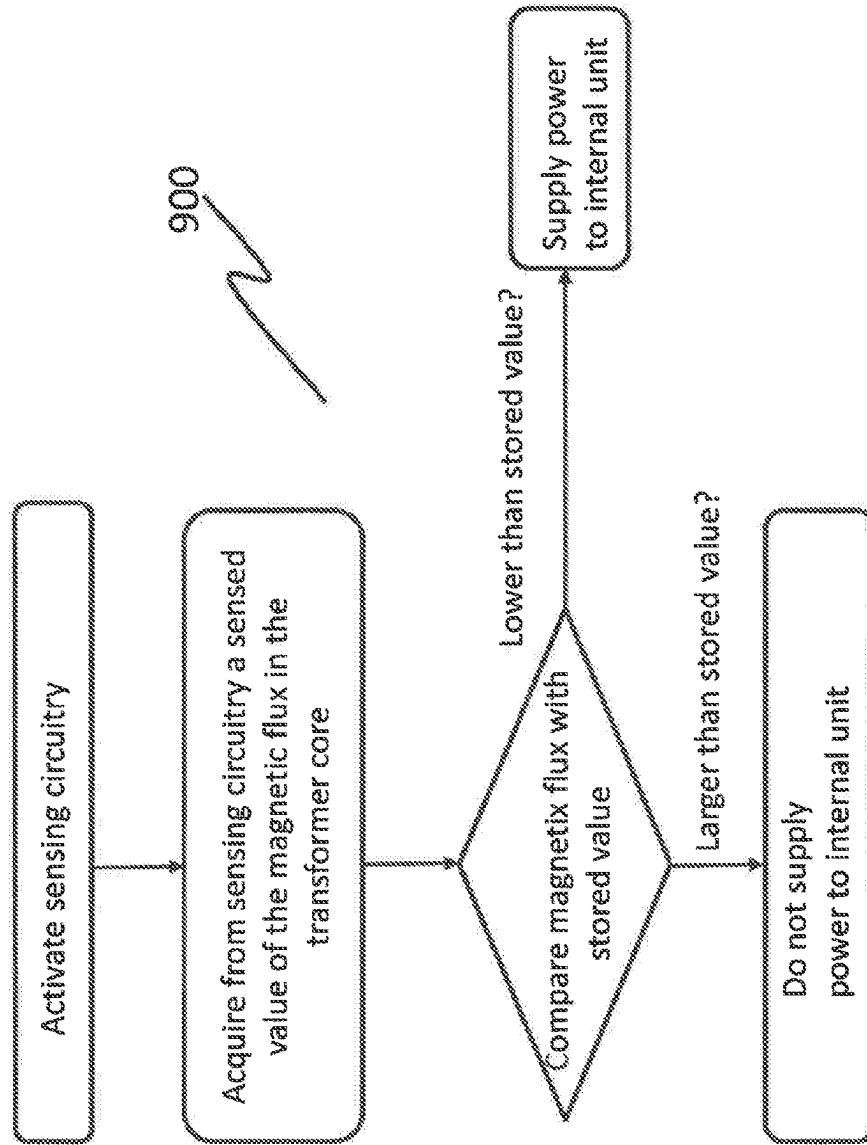 900
Activate sensing circuitry
Acquire from sensing circuitry a sensed
value of the magnetic flux in the
transformer core
Compare magnetix flux with
stored value
Lower than stored value?
Supply power
to internal unit
Larger than stored value?
Do not supply
power to internal unit